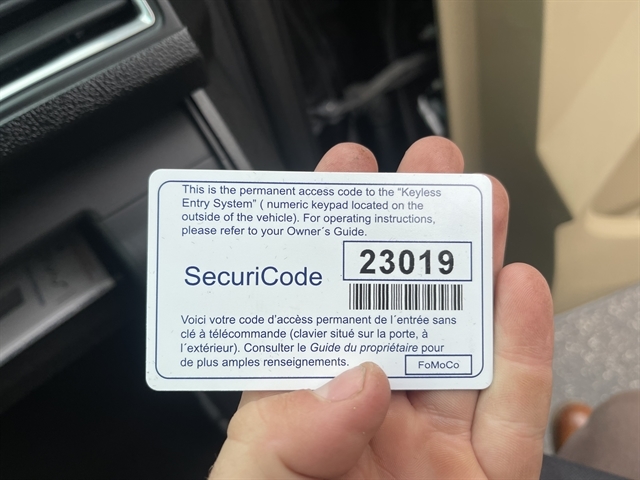 This is the permanent access code to the "Keyless
Entry System" ( numeric keypad located on the
outside of the vehicle). For operating instructions,
please refer to your Owner´s Guide.
SecuriCode
23019
Voici votre code d'accès permanent de l´entrée sans
clé à télécommande (clavier situé sur la porte, à
l´extérieur). Consulter le Guide du propriétaire pour
de plus amples renseignements.
FoMoCo